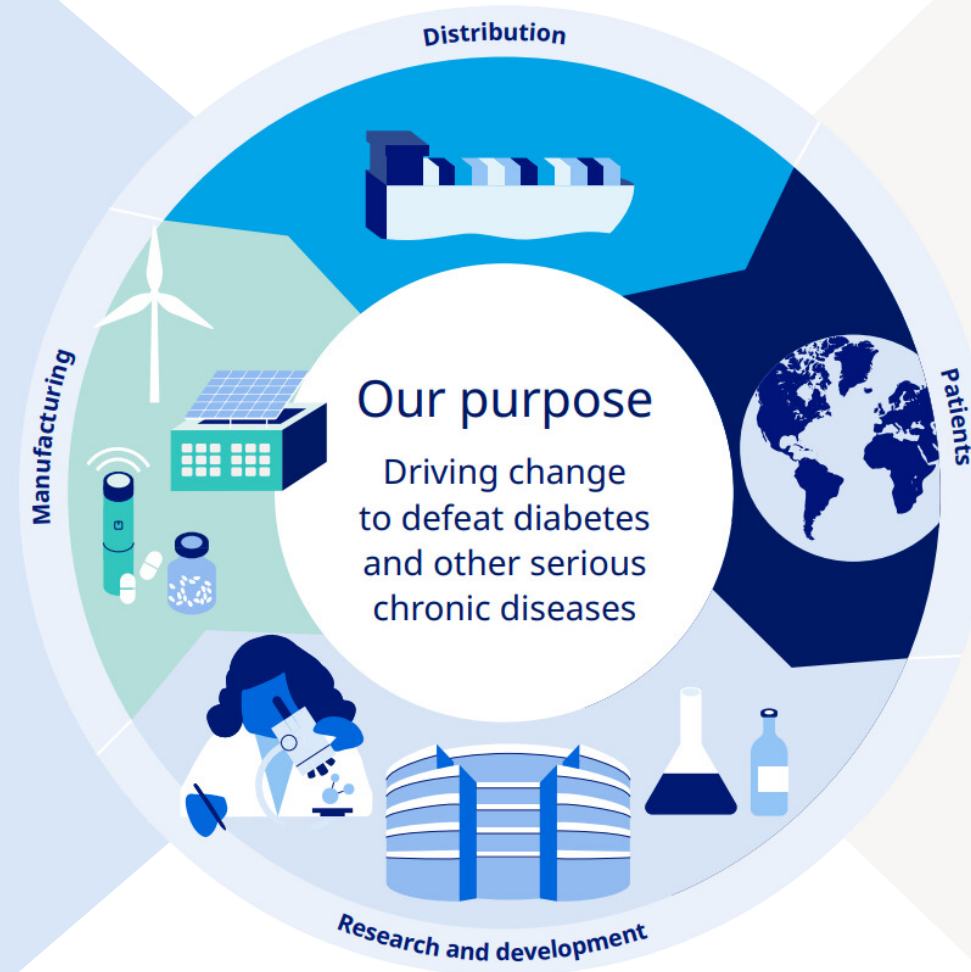 Distribution
Manufacturing
Patients
Our purpose
Driving change
to defeat diabetes
and other serious
chronic diseases
Research and development